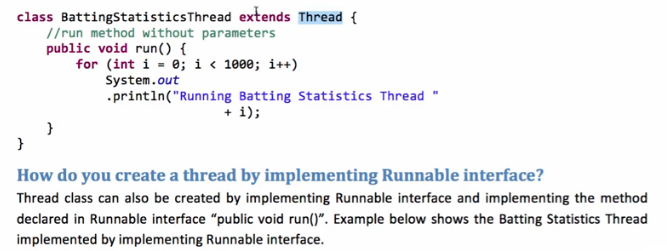 class BattingStatisticsThread extends Thread {
//run method without parameters
public void run() {
for (int i = 0; i < 1000; i++)
System.out
.println("Running Batting Statistics Thread "
+ i);
}
}
How do you create a thread by implementing Runnable interface?
Thread class can also be created by implementing Runnable interface and implementing the method
declared in Runnable interface “public void run()”. Example below shows the Batting Statistics Thread
implemented by implementing Runnable interface.